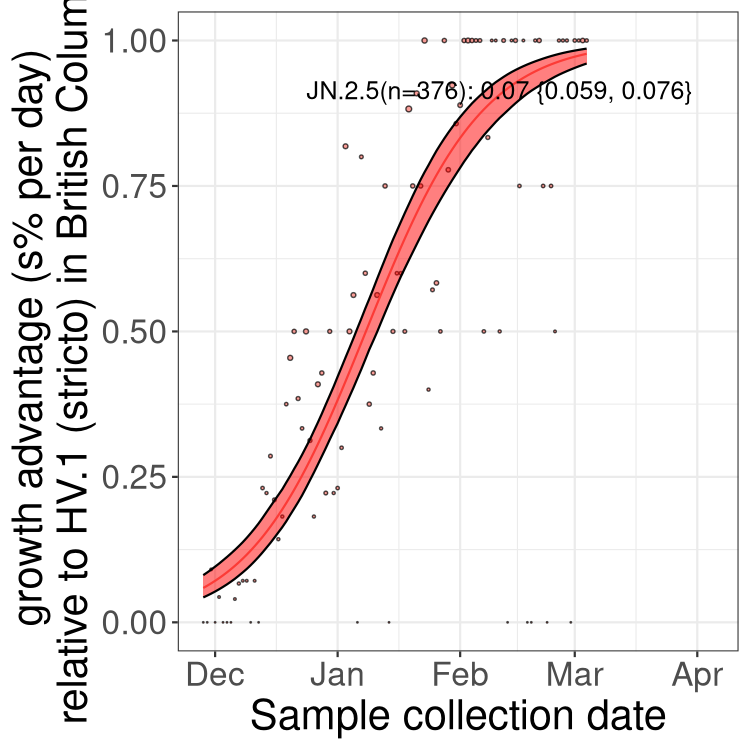 growth advantage (s% per day)
relative to HV.1 (stricto) in British Colum
1.00
0.75
0.50
0.25
0.00
JN.2.5(n=376): 0.07 {0.059, 0.076}
Dec Jan Feb Mar Apr
Sample collection date